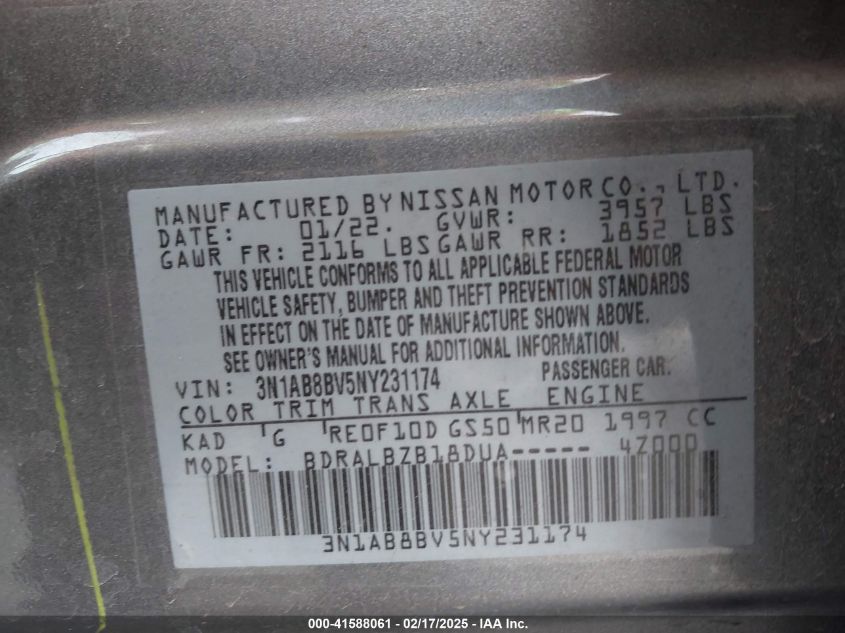 MANUFACTURED BY NISSAN MOTOR CO., LTD.
DATE: 01/22. GVWR: 3957 LBS
GAWR FR: 2116 LBS GAWR RR: 1852 LBS
THIS VEHICLE CONFORMS TO ALL APPLICABLE FEDERAL MOTOR
VEHICLE SAFETY, BUMPER AND THEFT PREVENTION STANDARDS
IN EFFECT ON THE DATE OF MANUFACTURE SHOWN ABOVE.
SEE OWNER'S MANUAL FOR ADDITIONAL INFORMATION.
VIN: 3N1AB8BV5NY231174 PASSENGER CAR.
COLOR TRIM TRANS AXLE ENGINE
KAD G RE0F10D GS50 MR20 1997 CC
MODEL: BDRALBZB18DUA----- 4Z000
3N1AB8BV5NY231174
000-41588061 - 02/17/2025 - IAA Inc.